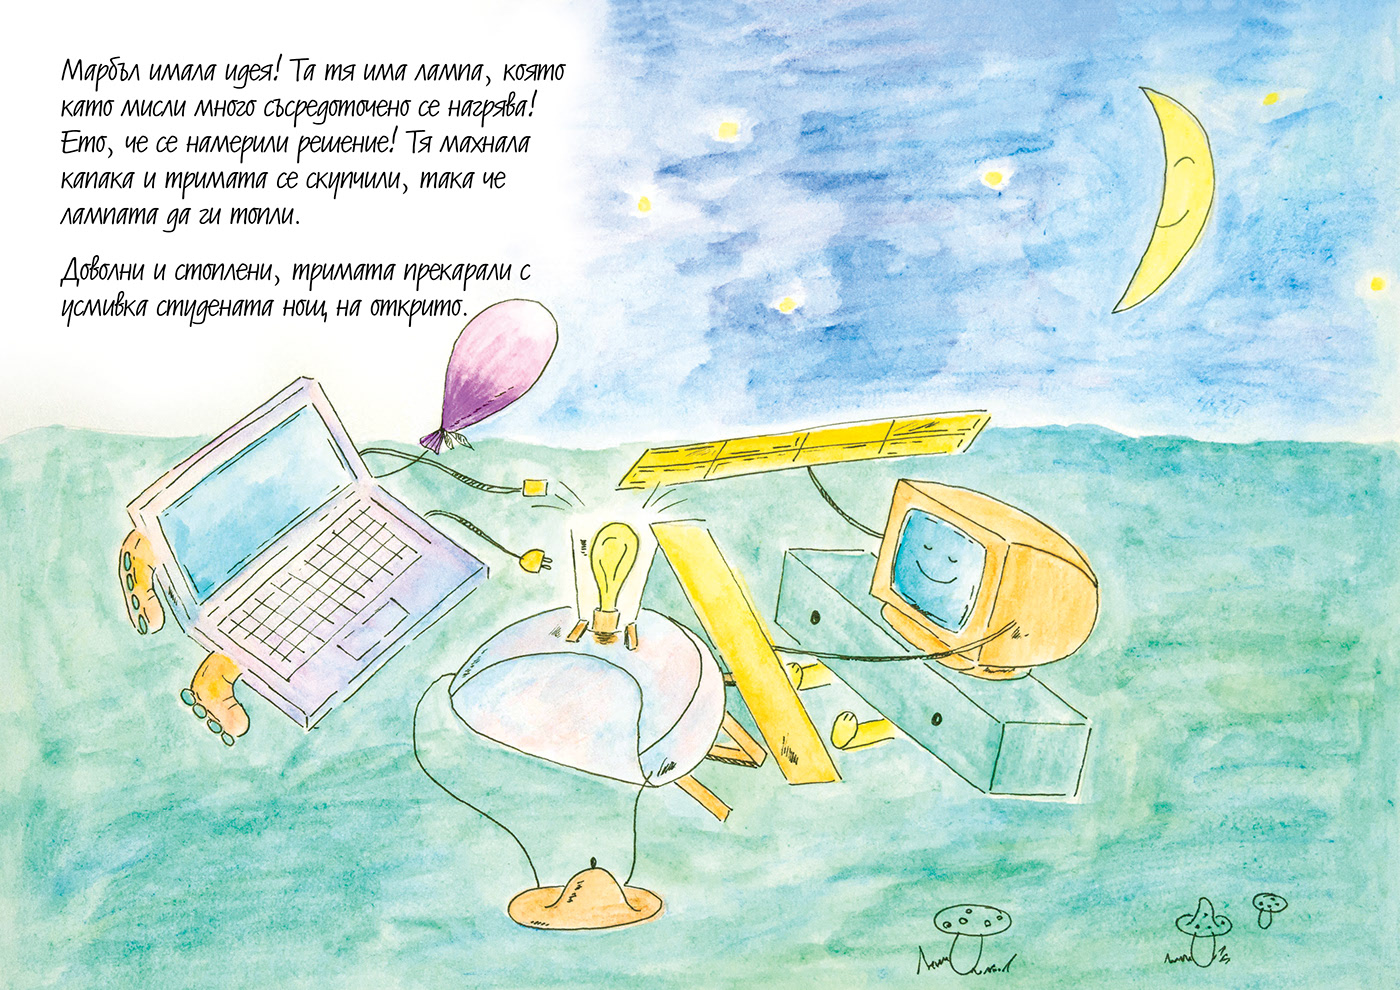 Марбъл имала идея! Та тя има лампа, която
като мисли много съсредоточено се нагрява!
Ето, че се намерили решение! Тя махнала
капака и тримата се скупчили, така че
лампата да ги топли.
Доволни и стоплени, тримата прекарали с
усмивка студената нощ на открито.